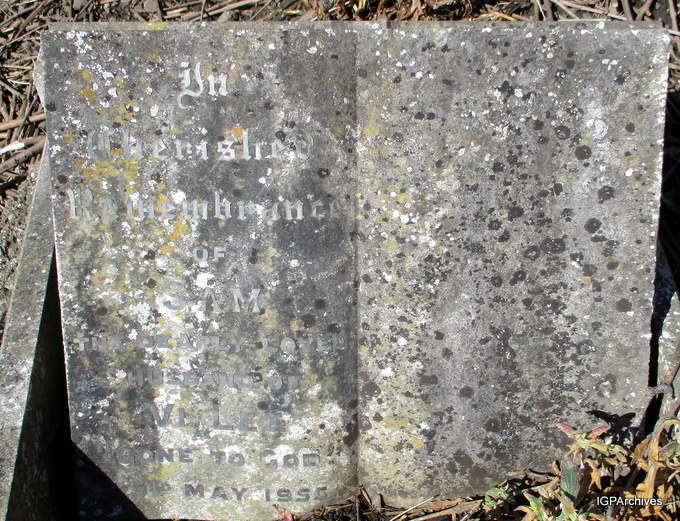 In
Cherished
Remembrance
OF
SAM
THE DEARLY LOVED
HUSBAND OF
VI LEE
"GONE TO GOD"
MAY 1955
IGPArchives